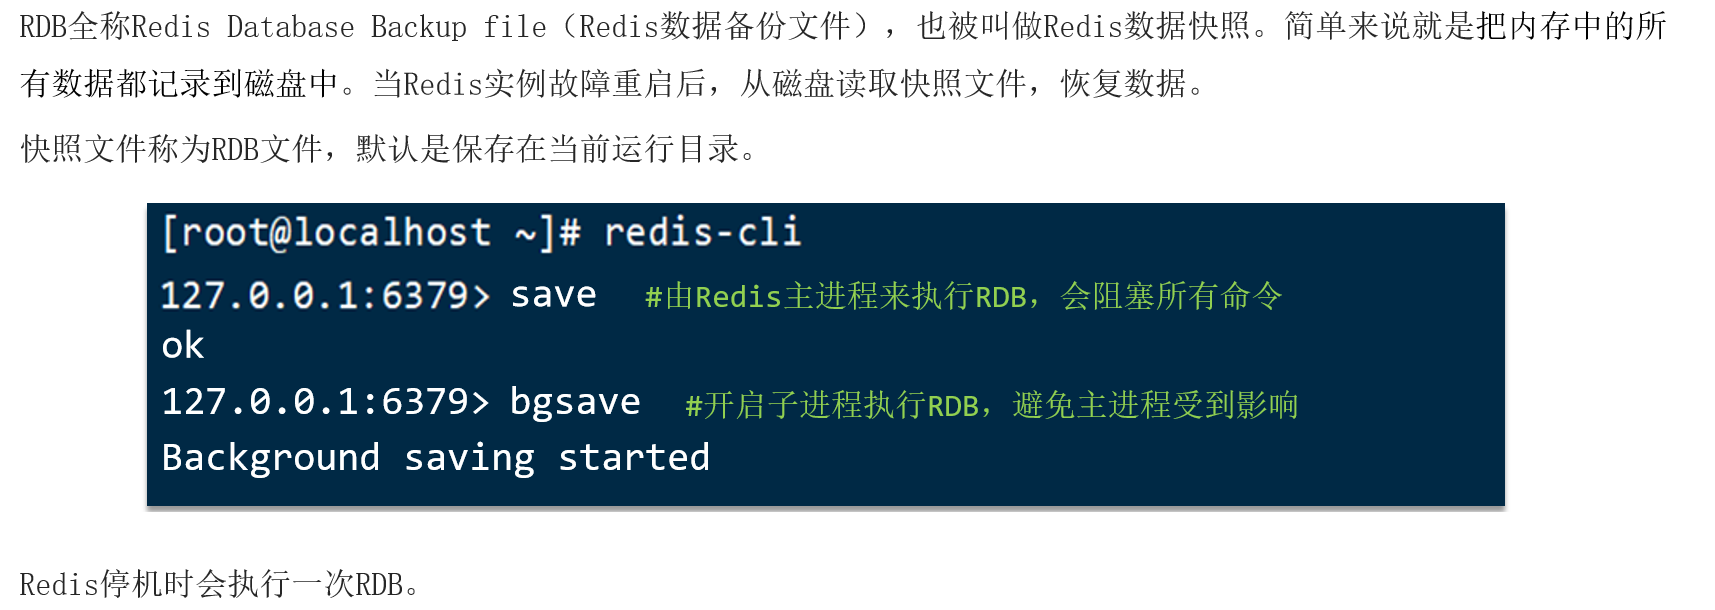 RDB全称Redis Database Backup file（Redis数据备份文件），也被叫做Redis数据快照。简单来说就是把内存中的所
有数据都记录到磁盘中。当Redis实例故障重启后，从磁盘读取快照文件，恢复数据。
快照文件称为RDB文件，默认是保存在当前运行目录。
[root@localhost ~]# redis-cli
127.0.0.1:6379> save #由Redis主进程来执行RDB，会阻塞所有命令
ok
127.0.0.1:6379> bgsave #开启子进程执行RDB，避免主进程受到影响
Background saving started
Redis停机时会执行一次RDB。